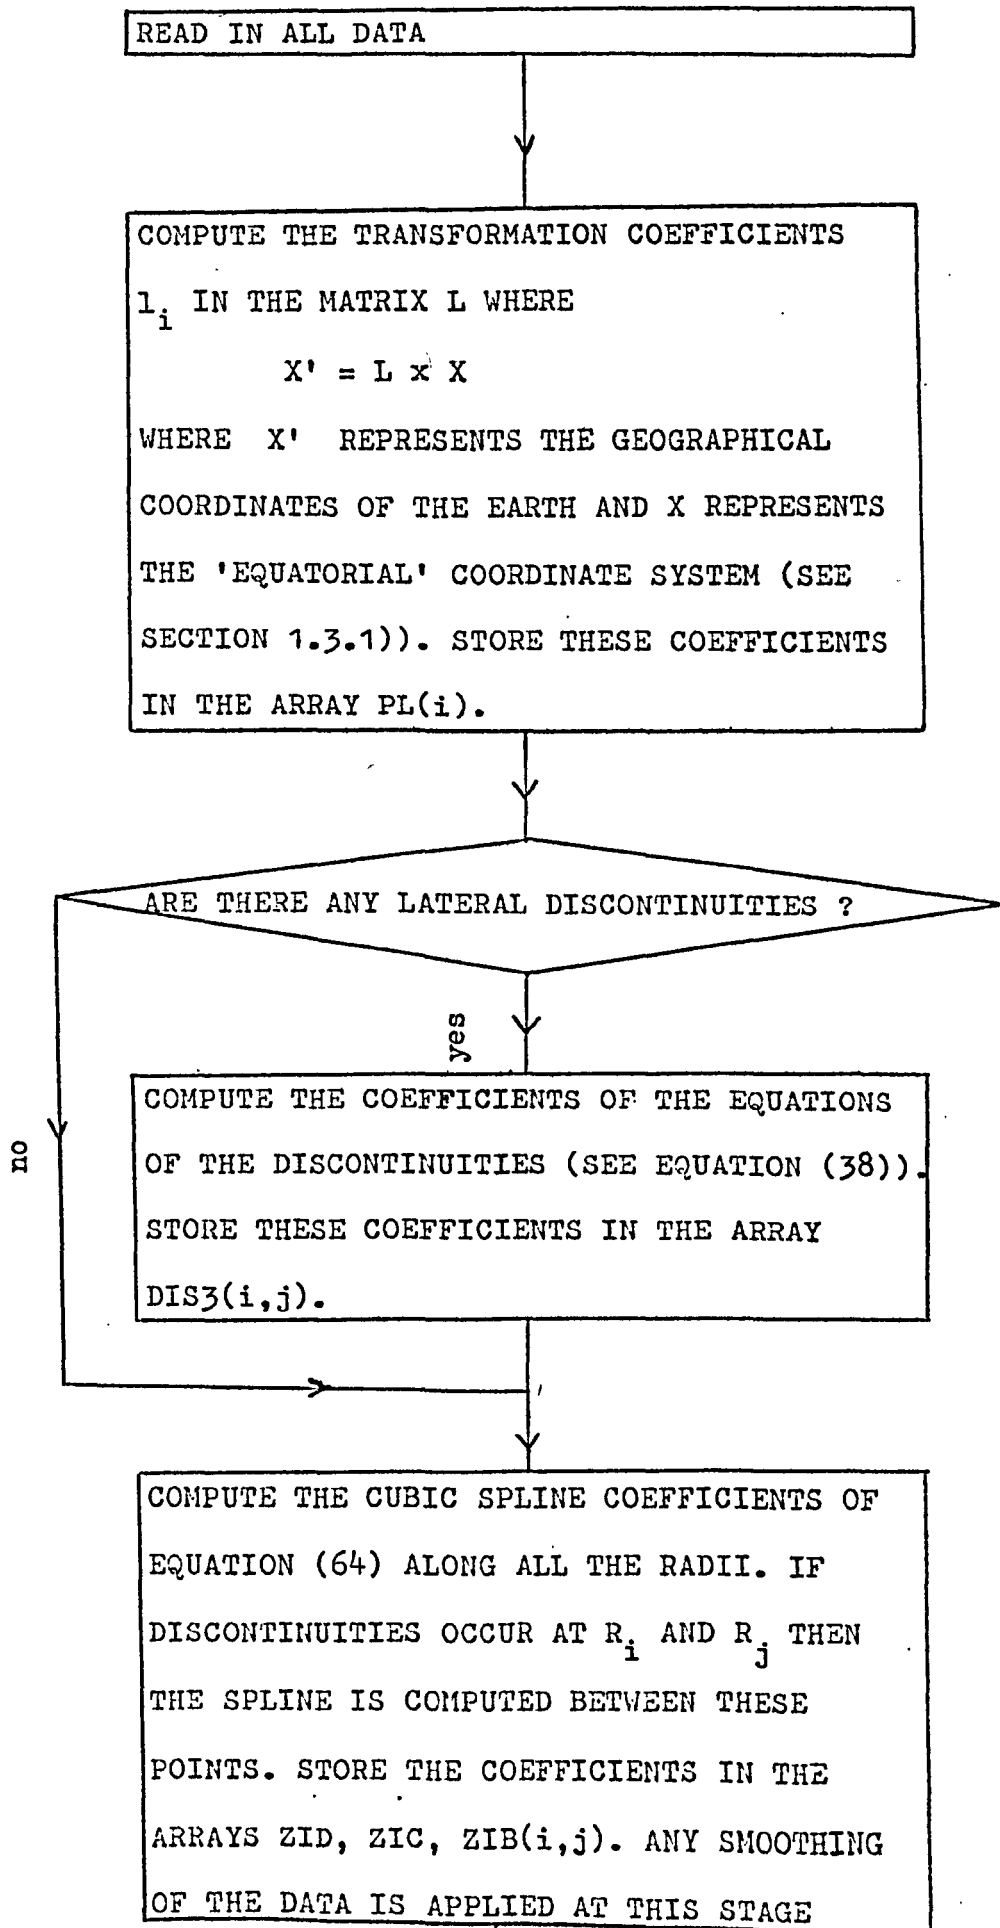 READ IN ALL DATA
COMPUTE THE TRANSFORMATION COEFFICIENTS
l_i IN THE MATRIX L WHERE
X' = L x X
WHERE X' REPRESENTS THE GEOGRAPHICAL
COORDINATES OF THE EARTH AND X REPRESENTS
THE 'EQUATORIAL' COORDINATE SYSTEM (SEE
SECTION 1.3.1)). STORE THESE COEFFICIENTS
IN THE ARRAY PL(i).
ARE THERE ANY LATERAL DISCONTINUITIES ?
yes
no
COMPUTE THE COEFFICIENTS OF THE EQUATIONS
OF THE DISCONTINUITIES (SEE EQUATION (38)).
STORE THESE COEFFICIENTS IN THE ARRAY
DIS3(i,j).
COMPUTE THE CUBIC SPLINE COEFFICIENTS OF
EQUATION (64) ALONG ALL THE RADII. IF
DISCONTINUITIES OCCUR AT R_i AND R_j THEN
THE SPLINE IS COMPUTED BETWEEN THESE
POINTS. STORE THE COEFFICIENTS IN THE
ARRAYS ZID, ZIC, ZIB(i,j). ANY SMOOTHING
OF THE DATA IS APPLIED AT THIS STAGE